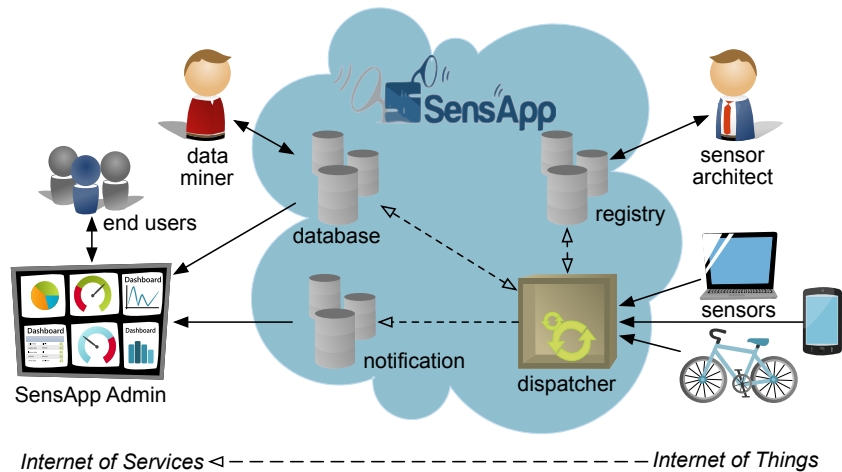 SensApp
data
miner
sensor
architect
end users
database
registry
Dashboard
Dashboard
Dashboard
sensors
notification
dispatcher
SensApp Admin
Internet of Services
Internet of Things